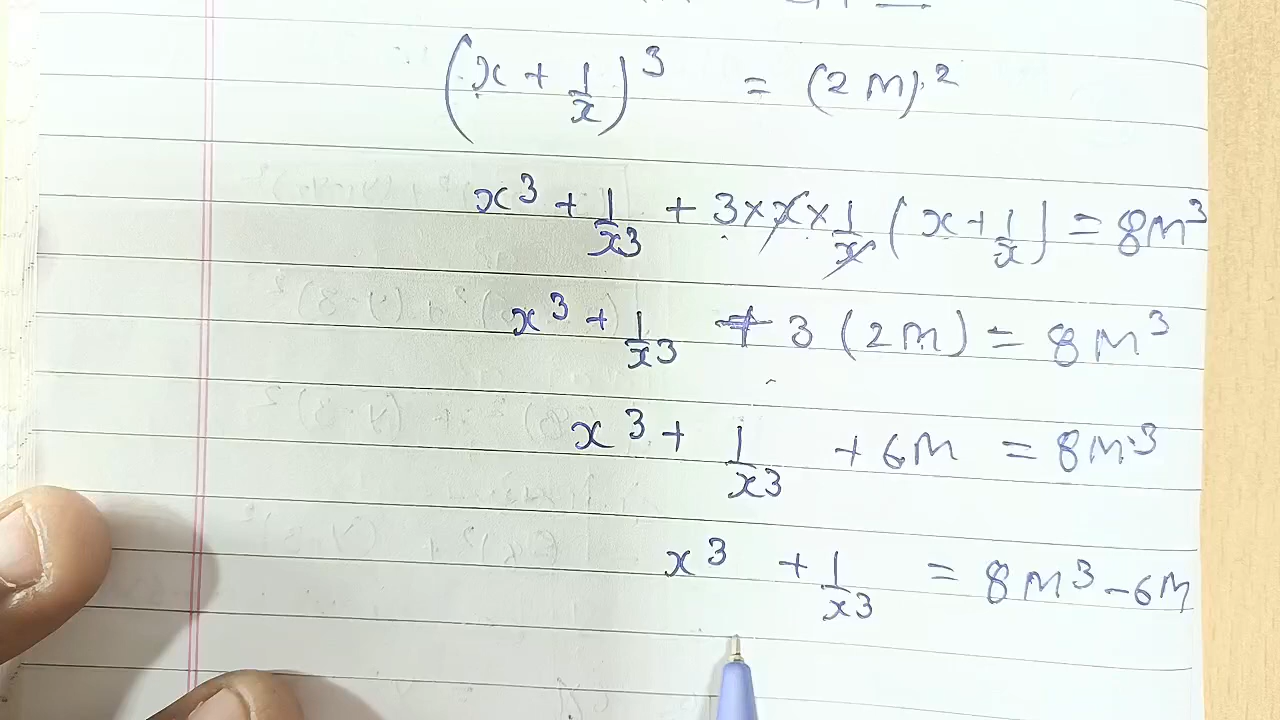 (x + 1/x)³ = (2M)²
x³ + 1/x³ + 3 × x × 1/x (x + 1/x) = 8M³
x³ + 1/x³ + 3 (2M) = 8M³
x³ + 1/x³ + 6M = 8M³
x³ + 1/x³ = 8M³ - 6M